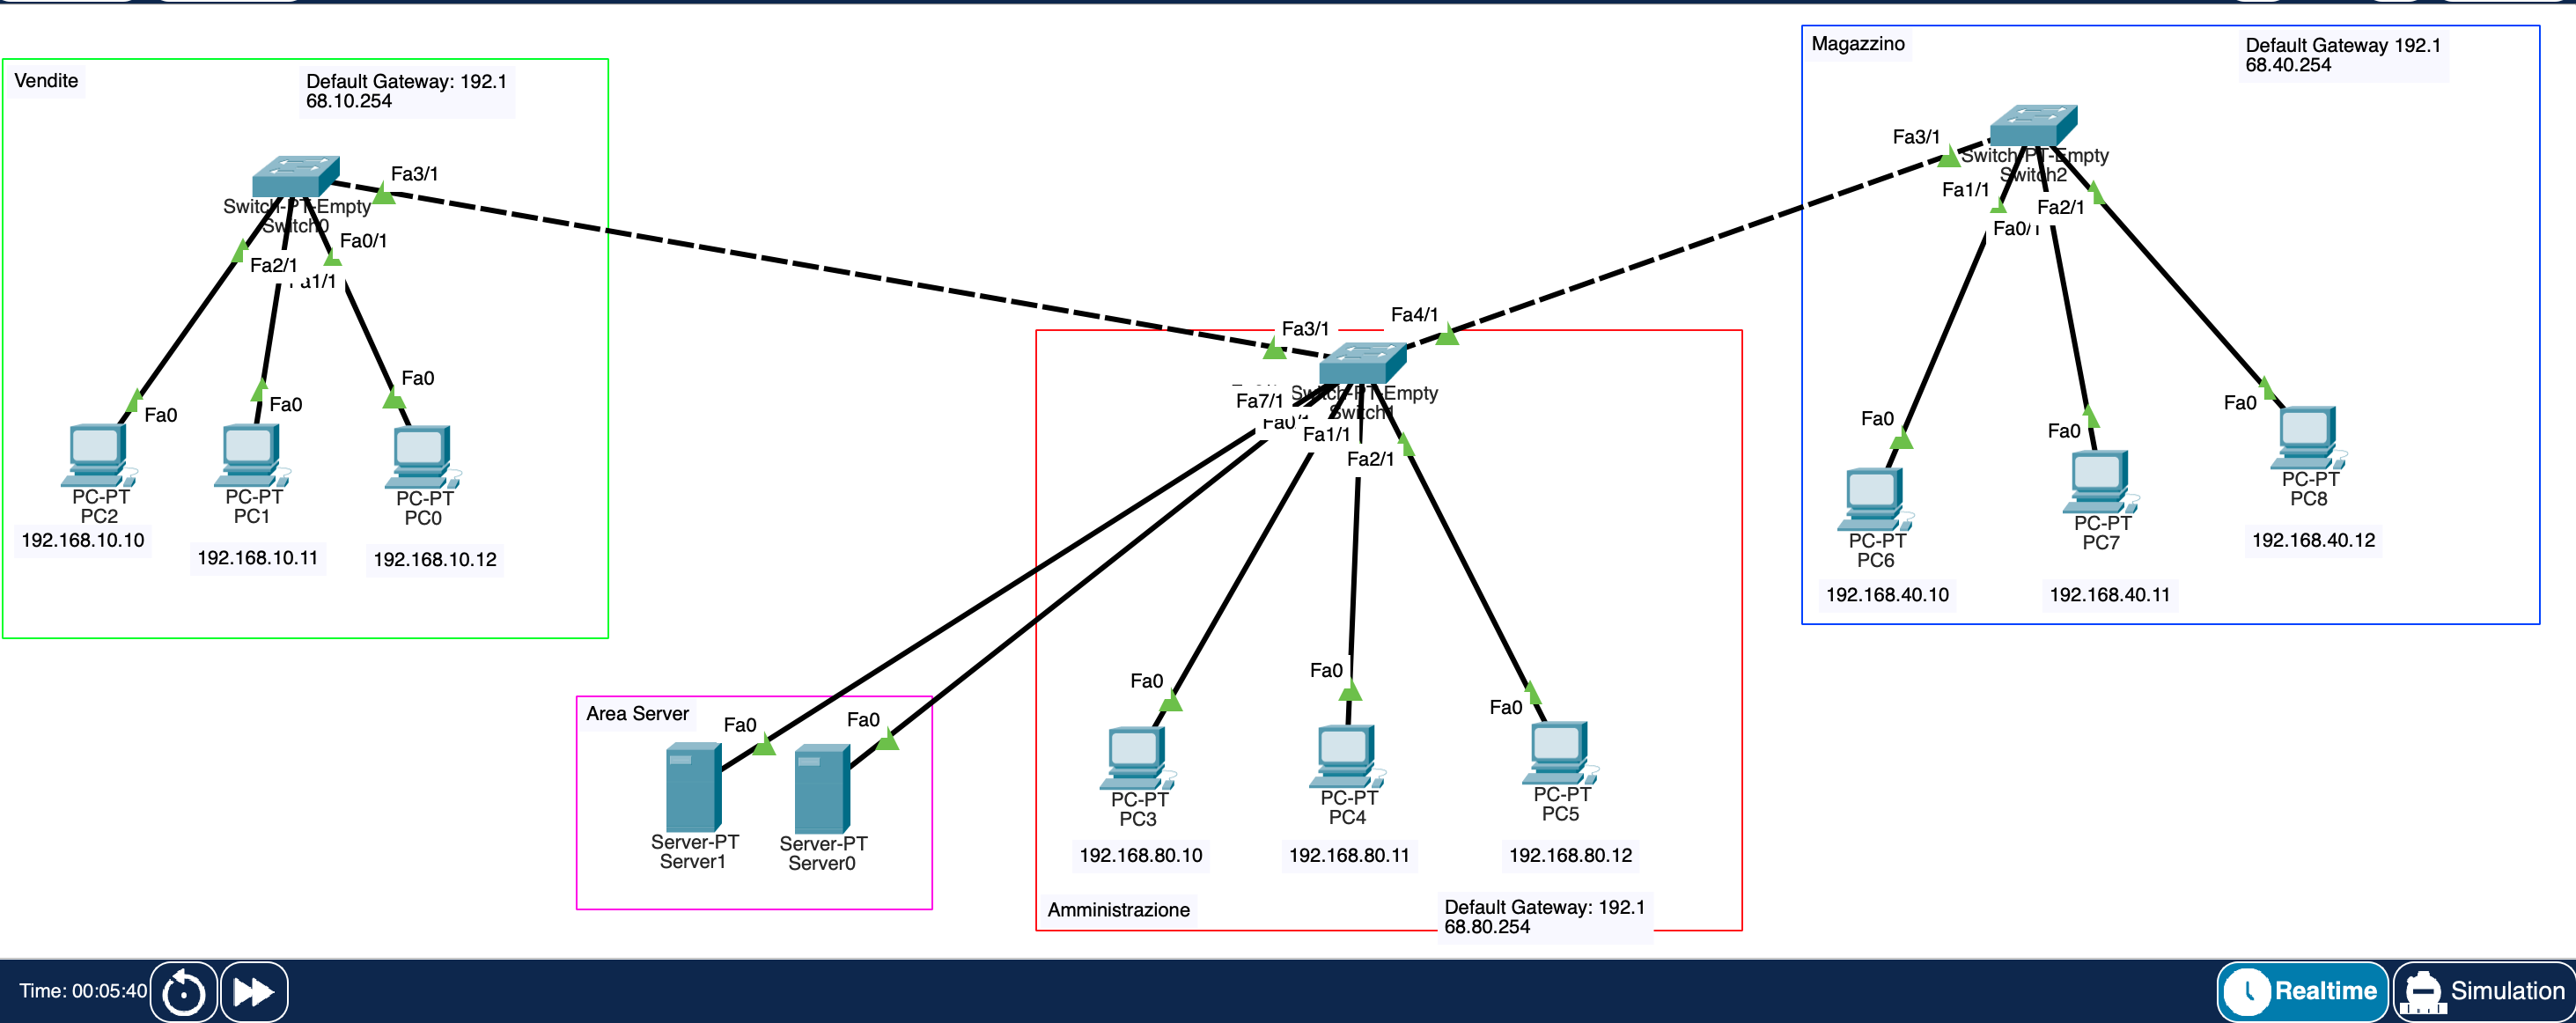 Vendite
Default Gateway: 192.1
68.10.254
Fa3/1
Switch-PT-Empty
Switch0
Fa0/1
Fa2/1
Fa0
Fa0
Fa0
PC-PT
PC2
192.168.10.10
PC-PT
PC1
192.168.10.11
PC-PT
PC0
192.168.10.12
Magazzino
Default Gateway 192.1
68.40.254
Fa3/1
Switch-PT-Empty
Switch2
Fa1/1
Fa2/1
Fa0/1
Fa0
Fa0
Fa0
PC-PT
PC6
192.168.40.10
PC-PT
PC7
192.168.40.11
PC-PT
PC8
192.168.40.12
Fa3/1
Fa4/1
Switch-PT-Empty
Switch1
Fa7/1
Fa0/1
Fa1/1
Fa2/1
Area Server
Fa0
Fa0
Server-PT
Server1
Server-PT
Server0
Fa0
Fa0
Fa0
PC-PT
PC3
192.168.80.10
PC-PT
PC4
192.168.80.11
PC-PT
PC5
192.168.80.12
Amministrazione
Default Gateway: 192.1
68.80.254
Time: 00:05:40
Realtime
Simulation